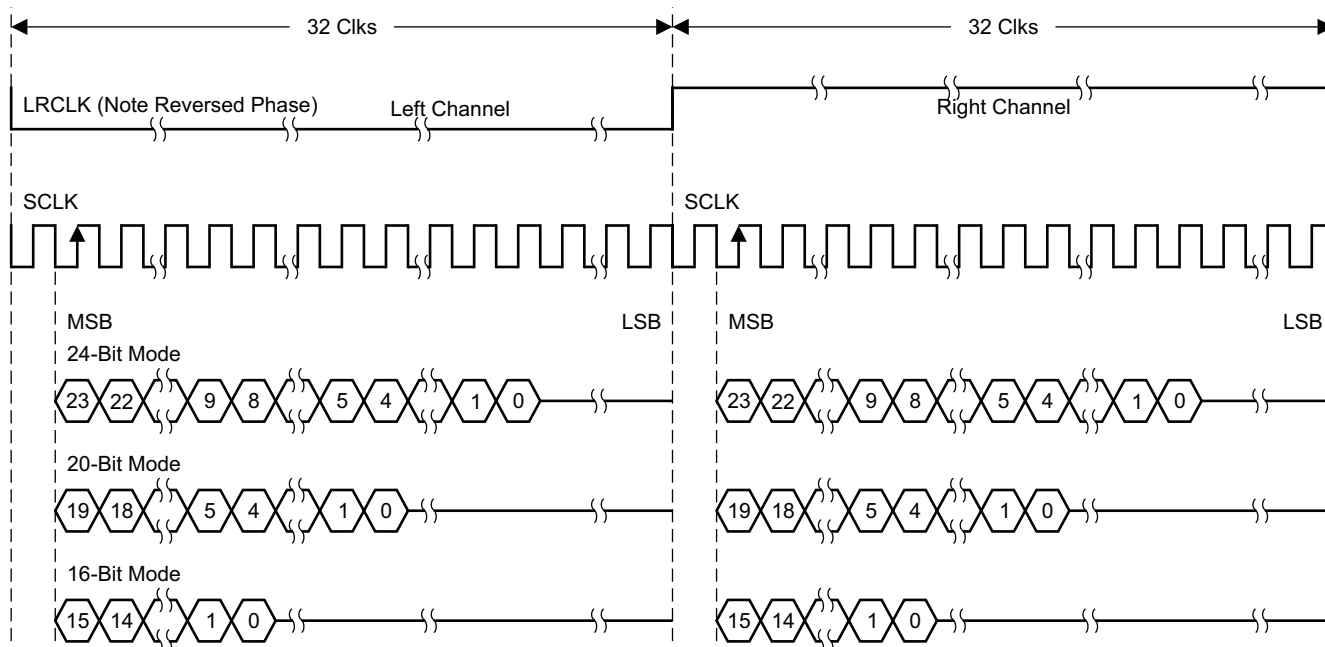 32 Clks 32 Clks
LRCLK (Note Reversed Phase) Left Channel Right Channel
SCLK SCLK
MSB LSB MSB LSB
24-Bit Mode
23 22 9 8 5 4 1 0 23 22 9 8 5 4 1 0
20-Bit Mode
19 18 5 4 1 0 19 18 5 4 1 0
16-Bit Mode
15 14 1 0 15 14 1 0